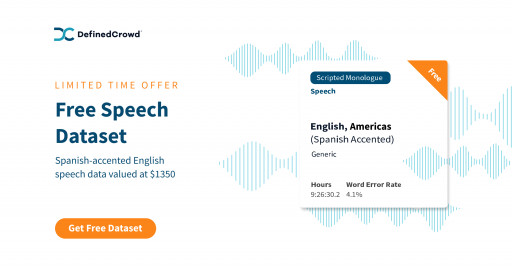 DefinedCrowd
LIMITED TIME OFFER
Free Speech
Dataset
Spanish-accented English
speech data valued at $1350
Get Free Dataset
Free
Scripted Monologue
Speech
English, Americas
(Spanish Accented)
Generic
Hours Word Error Rate
9:26:30.2 4.1%